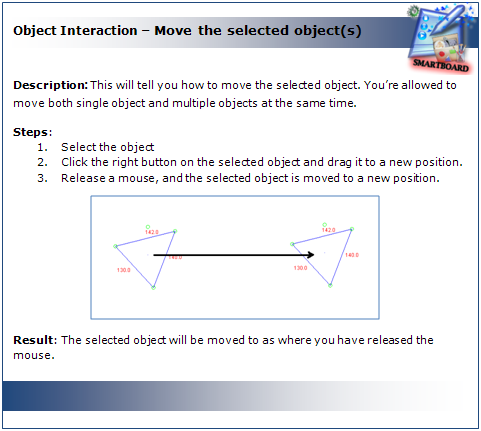 Object Interaction – Move the selected object(s)
SMARTBOARD
Description: This will tell you how to move the selected object. You're allowed to
move both single object and multiple objects at the same time.
Steps:
1. Select the object
2. Click the right button on the selected object and drag it to a new position.
3. Release a mouse, and the selected object is moved to a new position.
142.0
140.0
130.0
142.0
140.0
130.0
Result: The selected object will be moved to as where you have released the
mouse.